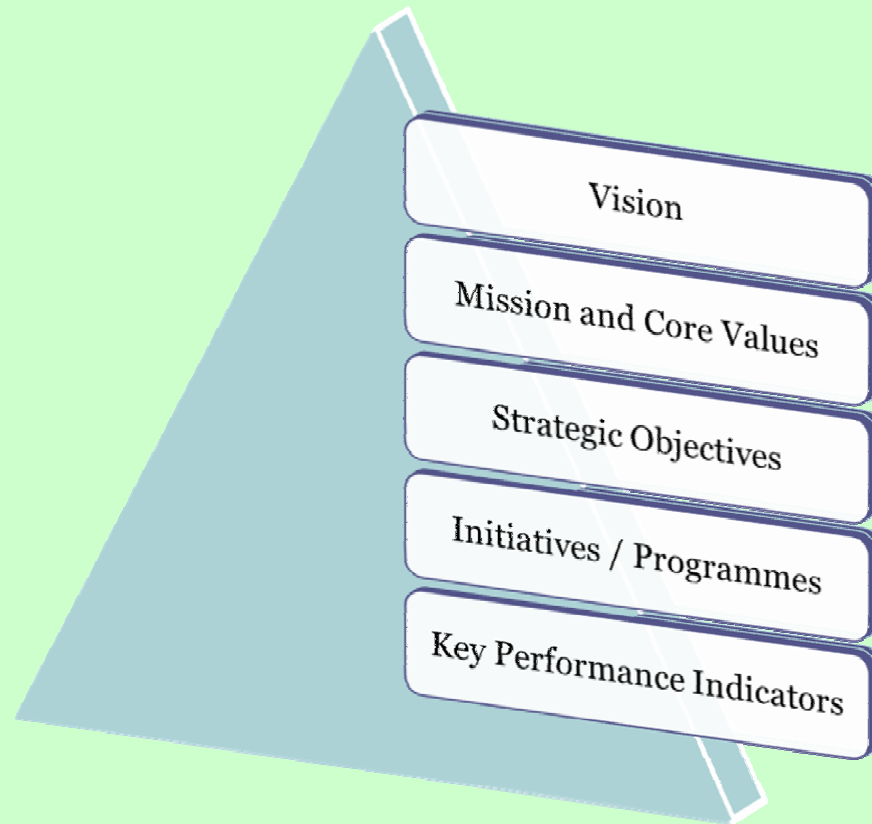 Vision
Mission and Core Values
Strategic Objectives
Initiatives / Programmes
Key Performance Indicators